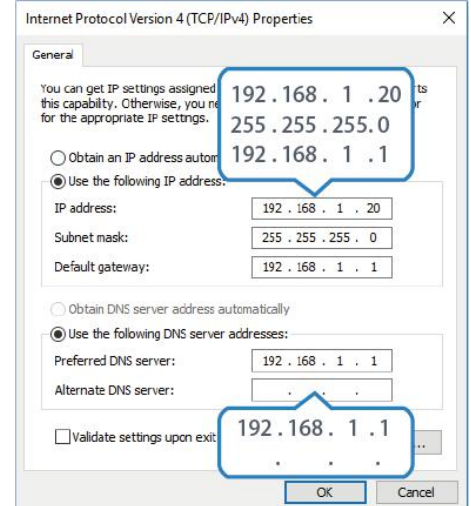 Internet Protocol Version 4 (TCP/IPv4) Properties
General
You can get IP settings assigned
this capability. Otherwise, you
for the appropriate IP settings.
192.168. 1 .20
255.255.255.0
192.168. 1 .1
Obtain an IP address
Use the following IP address:
IP address: 192 . 168 . 1 . 20
Subnet mask: 255 . 255 . 255 . 0
Default gateway: 192 . 168 . 1 . 1
Obtain DNS server address automatically
Use the following DNS server addresses:
Preferred DNS server: 192 . 168 . 1 . 1
Alternate DNS server: . . .
Validate settings upon exit
192.168. 1 .1
. . .
...
OK Cancel